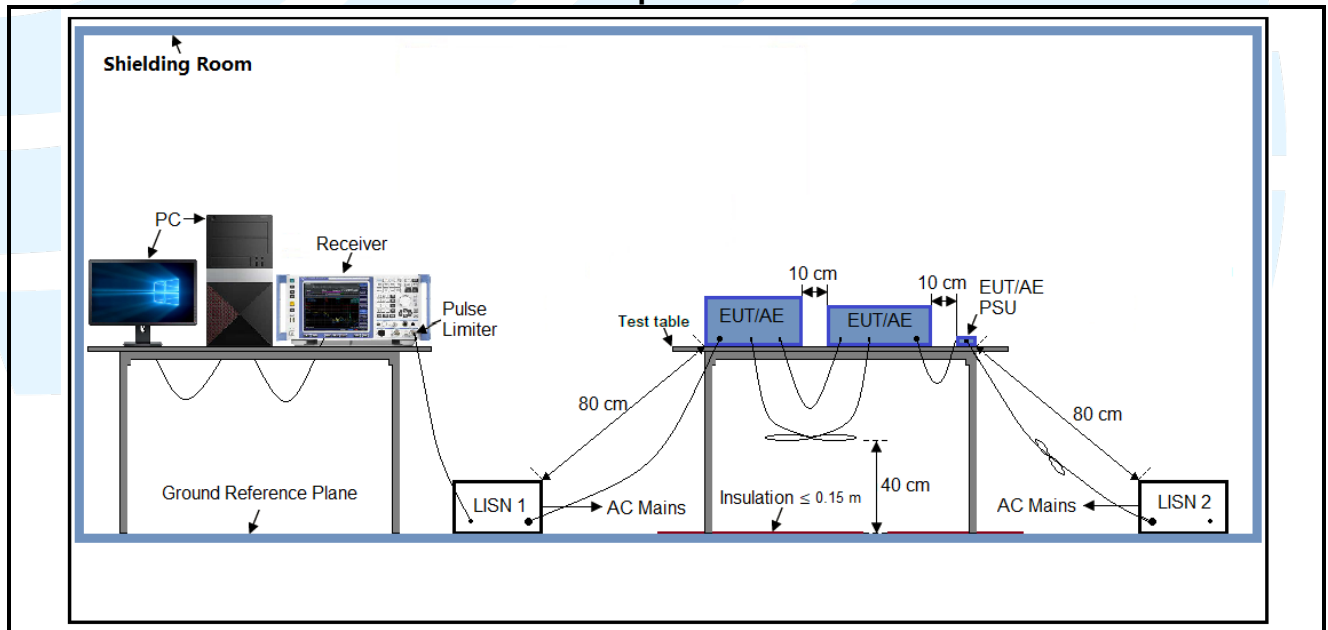 Shielding Room
PC
Receiver
Pulse
Limiter
10 cm
10 cm
EUT/AE
PSU
EUT/AE
EUT/AE
Test table
80 cm
80 cm
Ground Reference Plane
LISN 1
AC Mains
Insulation ≤ 0.15 m
40 cm
AC Mains
LISN 2